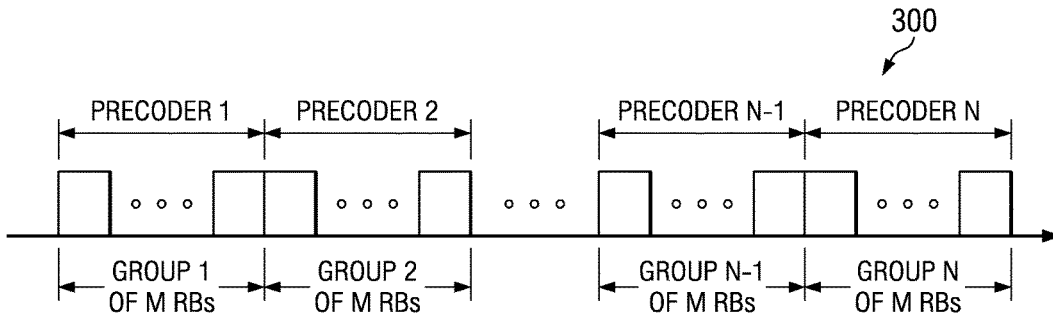 300
PRECODER 1
PRECODER 2
PRECODER N-1
PRECODER N
GROUP 1
OF M RBs
GROUP 2
OF M RBs
GROUP N-1
OF M RBs
GROUP N
OF M RBs